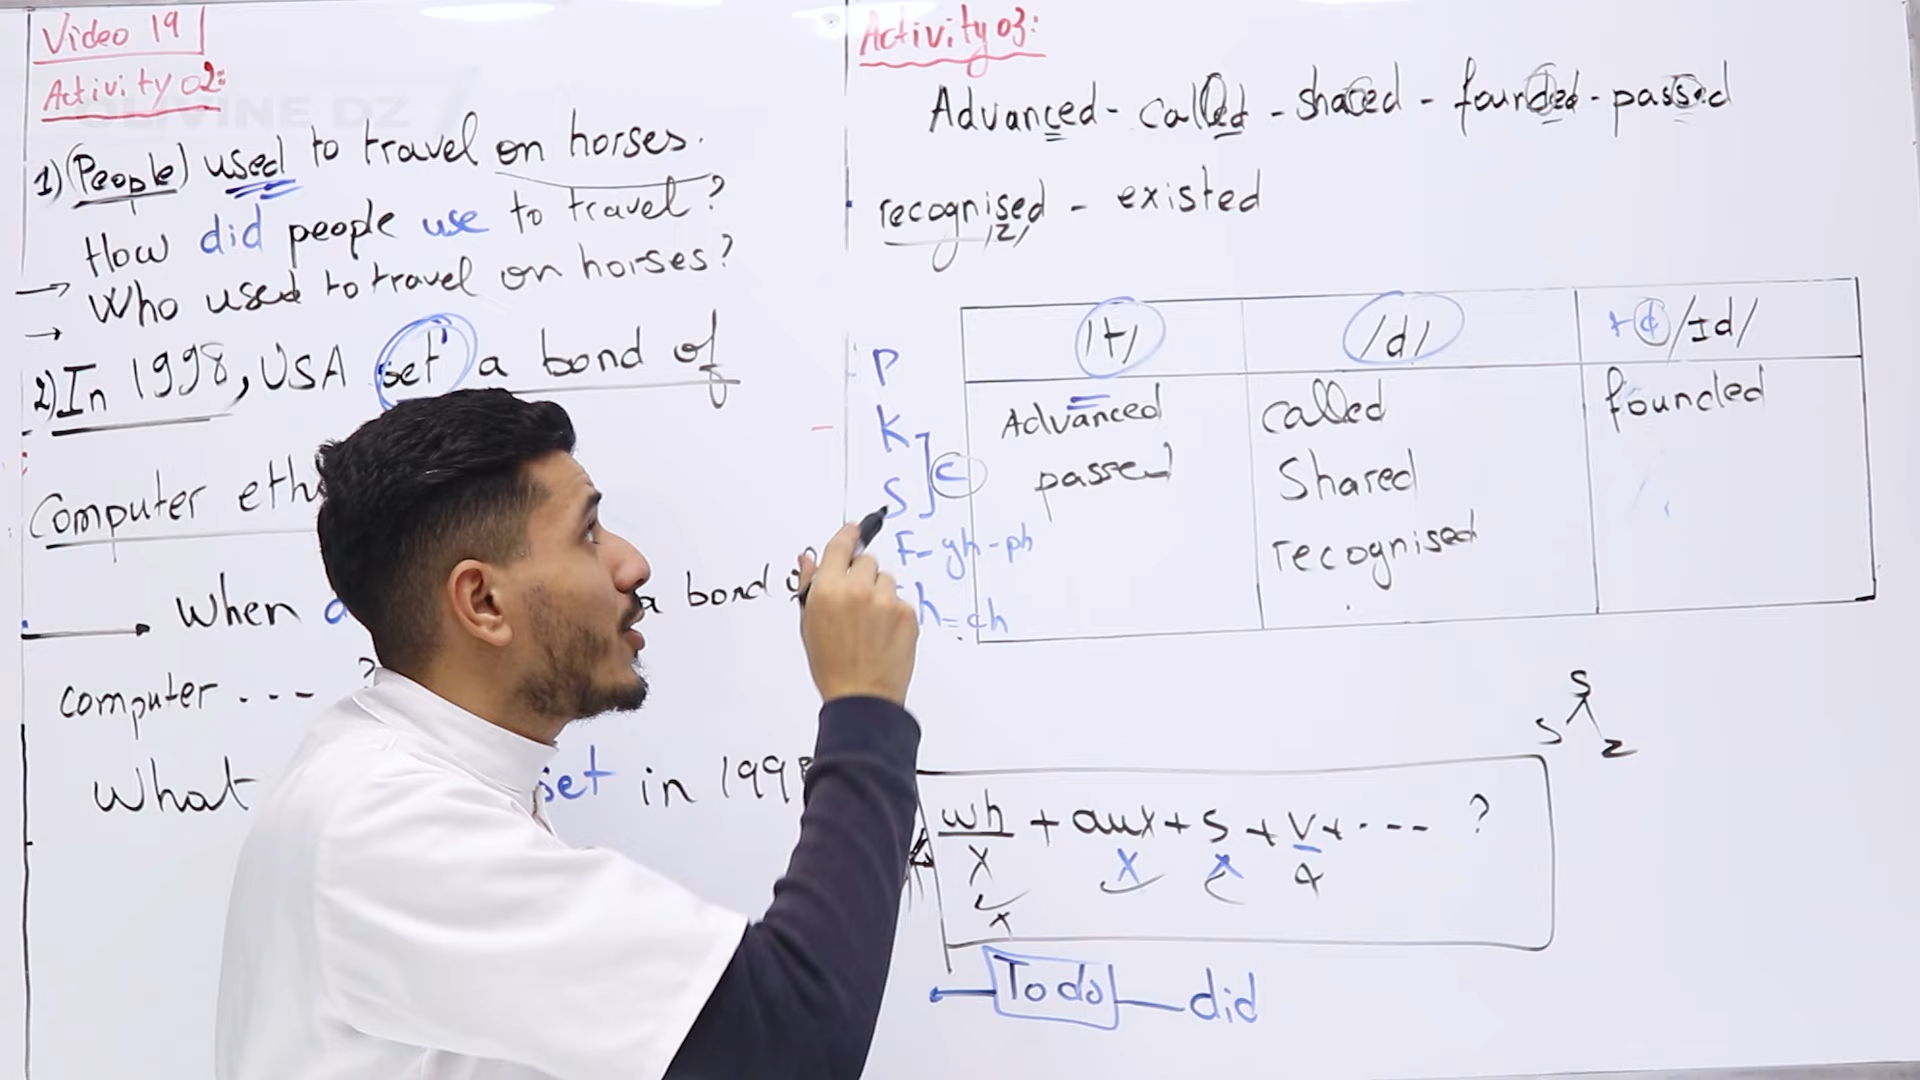 Video 19
Activity 02:
1) (People) used to travel on horses.
How did people use to travel?
→ Who used to travel on horses?
→
2) In 1998, USA set a bond of
Computer eth
When a bond
computer .... ?
What set in 199
OLIVINE DZ
Activity 03:
Advanced - called - shared - founded - passed
recognised - existed
/z/
/t/ /d/ t d /Id/
Advanced called founded
passed Shared
recognised
P
K
S C
F - gh - ph
h = ch
S
S Z
wh + aux + S + V + .... ?
X X X
To do did